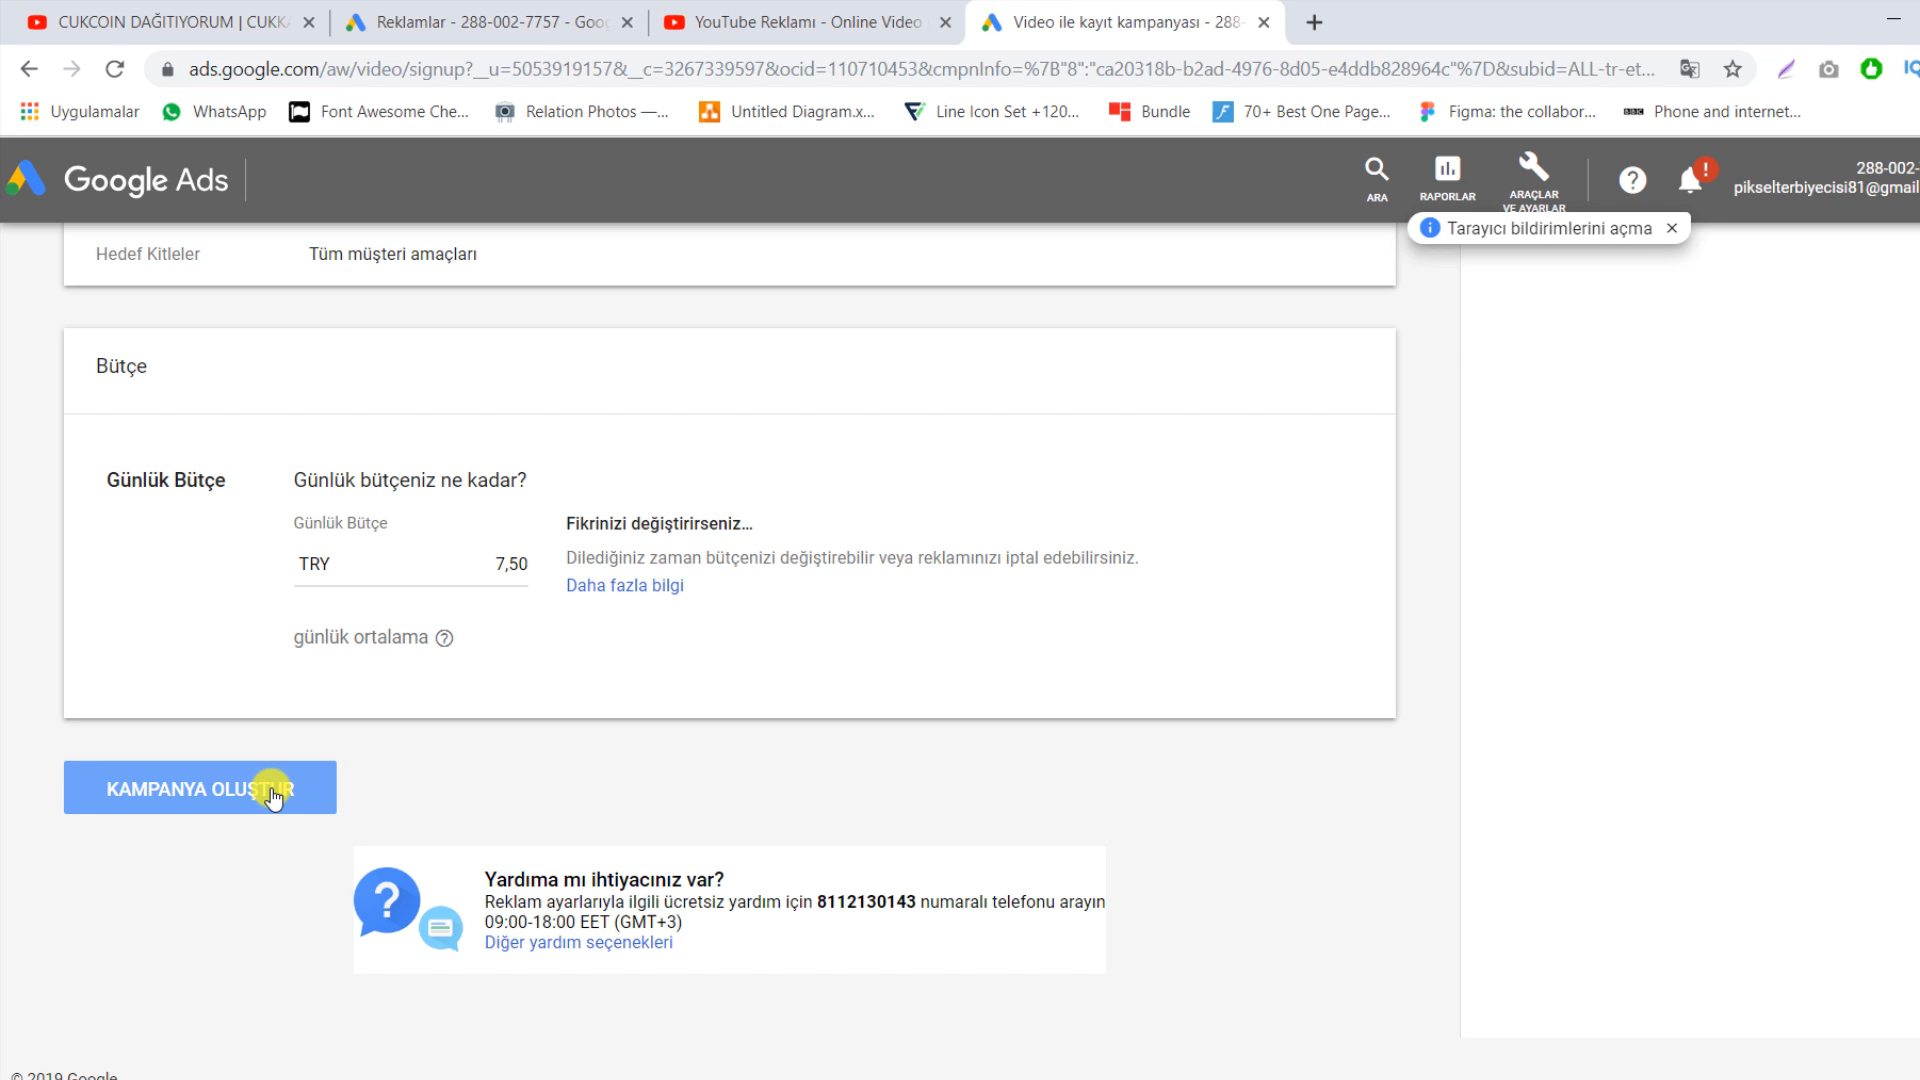 CUKCOIN DAĞITIYORUM | CUKK
Reklamlar - 288-002-7757 - Goog
YouTube Reklamı - Online Video
Video ile kayıt kampanyası - 288-
ads.google.com/aw/video/signup?__u=5053919157&__c=3267339597&ocid=110710453&cmpnInfo=%7B"8":"ca20318b-b2ad-4976-8d05-e4ddb828964c"%7D&subid=ALL-tr-et...
Uygulamalar
WhatsApp
Font Awesome Che...
Relation Photos —...
Untitled Diagram.x...
Line Icon Set +120...
Bundle
70+ Best One Page...
Figma: the collabor...
BBC
Phone and internet...
Google Ads
ARA
RAPORLAR
ARAÇLAR
VE AYARLAR
288-002-
pikselterbiyecisi81@gmail
Tarayıcı bildirimlerini açma
Hedef Kitleler
Tüm müşteri amaçları
Bütçe
Günlük Bütçe
Günlük bütçeniz ne kadar?
Günlük Bütçe
TRY 7,50
günlük ortalama
Fikrinizi değiştirirseniz...
Dilediğiniz zaman bütçenizi değiştirebilir veya reklamınızı iptal edebilirsiniz.
Daha fazla bilgi
KAMPANYA OLUŞTUR
Yardıma mı ihtiyacınız var?
Reklam ayarlarıyla ilgili ücretsiz yardım için 8112130143 numaralı telefonu arayın
09:00-18:00 EET (GMT+3)
Diğer yardım seçenekleri
© 2019 Google